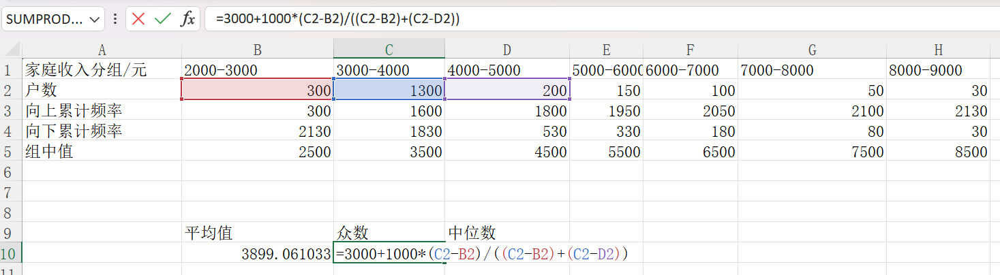 SUMPROD... fx =3000+1000*(C2-B2)/((C2-B2)+(C2-D2))
A B C D E F G H
1 家庭收入分组/元 2000-3000 3000-4000 4000-5000 5000-6000 6000-7000 7000-8000 8000-9000
2 户数 300 1300 200 150 100 50 30
3 向上累计频率 300 1600 1800 1950 2050 2100 2130
4 向下累计频率 2130 1830 530 330 180 80 30
5 组中值 2500 3500 4500 5500 6500 7500 8500
6
7
8
9 平均值 众数 中位数
10 3899.061033 =3000+1000*(C2-B2)/((C2-B2)+(C2-D2))
11